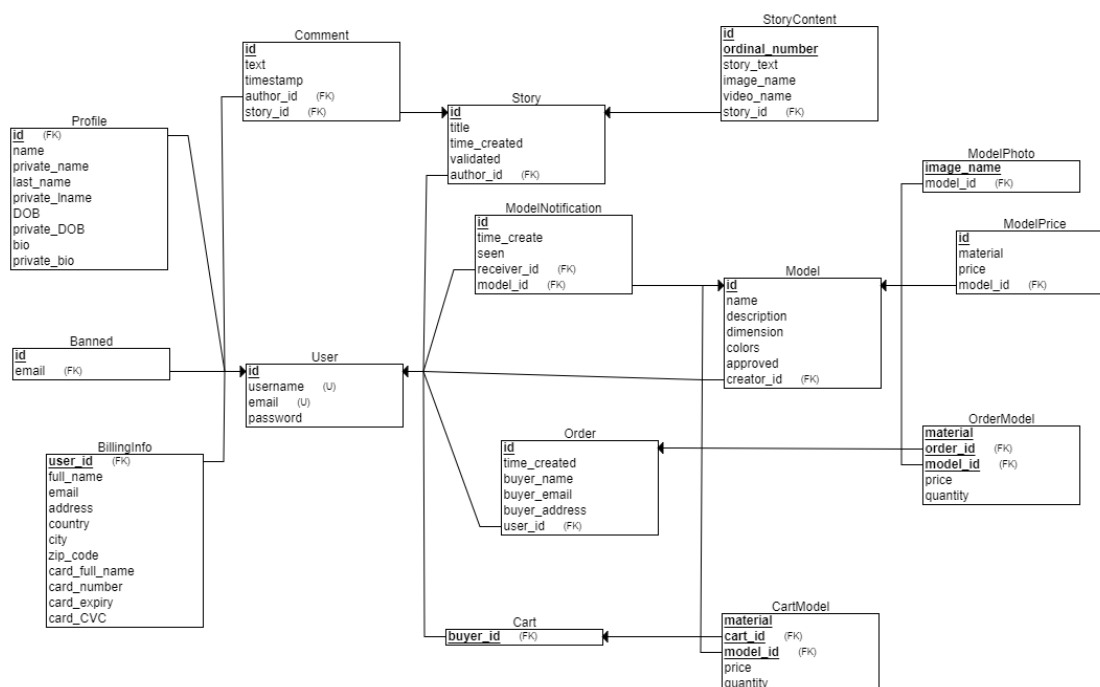 Comment
id
text
timestamp
author_id (FK)
story_id (FK)
StoryContent
id
ordinal_number
story_text
image_name
video_name
story_id (FK)
Story
id
title
time_created
validated
author_id (FK)
Profile
id (FK)
name
private_name
last_name
private_lname
DOB
private_DOB
bio
private_bio
ModelPhoto
image_name
model_id (FK)
ModelNotification
id
time_create
seen
receiver_id (FK)
model_id (FK)
ModelPrice
id
material
price
model_id (FK)
Model
id
name
description
dimension
colors
approved
creator_id (FK)
Banned
id
email (FK)
User
id
username (U)
email (U)
password
BillingInfo
user_id (FK)
full_name
email
address
country
city
zip_code
card_full_name
card_number
card_expiry
card_CVC
Order
id
time_created
buyer_name
buyer_email
buyer_address
user_id (FK)
OrderModel
material
order_id (FK)
model_id (FK)
price
quantity
Cart
buyer_id (FK)
CartModel
material
cart_id (FK)
model_id (FK)
price
quantity